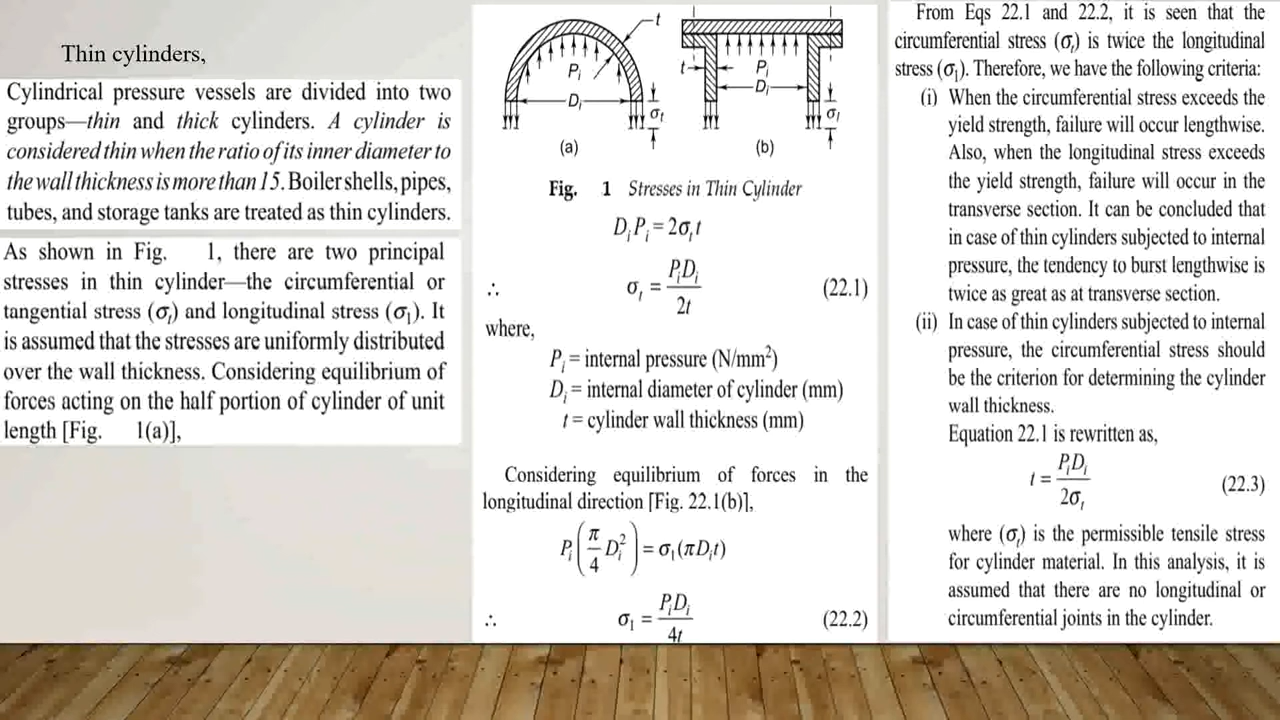 Thin cylinders,
Cylindrical pressure vessels are divided into two
groups—thin and thick cylinders. A cylinder is
considered thin when the ratio of its inner diameter to
the wall thickness is more than 15. Boiler shells, pipes,
tubes, and storage tanks are treated as thin cylinders.
As shown in Fig. 1, there are two principal
stresses in thin cylinder—the circumferential or
tangential stress (σt) and longitudinal stress (σ1). It
is assumed that the stresses are uniformly distributed
over the wall thickness. Considering equilibrium of
forces acting on the half portion of cylinder of unit
length [Fig. 1(a)],
t
Pi
Di
σt
(a)
t
Pi
Di
σl
(b)
Fig. 1 Stresses in Thin Cylinder
DiPi = 2σtt
∴ σt = PiDi / 2t (22.1)
where,
Pi = internal pressure (N/mm²)
Di = internal diameter of cylinder (mm)
t = cylinder wall thickness (mm)
Considering equilibrium of forces in the
longitudinal direction [Fig. 22.1(b)],
Pi (π/4 Di²) = σ1(πDit)
∴ σ1 = PiDi / 4t (22.2)
From Eqs 22.1 and 22.2, it is seen that the
circumferential stress (σt) is twice the longitudinal
stress (σ1). Therefore, we have the following criteria:
(i) When the circumferential stress exceeds the
yield strength, failure will occur lengthwise.
Also, when the longitudinal stress exceeds
the yield strength, failure will occur in the
transverse section. It can be concluded that
in case of thin cylinders subjected to internal
pressure, the tendency to burst lengthwise is
twice as great as at transverse section.
(ii) In case of thin cylinders subjected to internal
pressure, the circumferential stress should
be the criterion for determining the cylinder
wall thickness.
Equation 22.1 is rewritten as,
t = PiDi / 2σt (22.3)
where (σt) is the permissible tensile stress
for cylinder material. In this analysis, it is
assumed that there are no longitudinal or
circumferential joints in the cylinder.